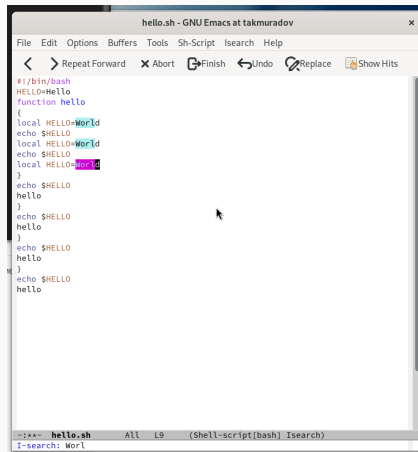 hello.sh - GNU Emacs at takmuradov
File Edit Options Buffers Tools Sh-Script Isearch Help
Repeat Forward Abort Finish Undo Replace Show Hits
#!/bin/bash
HELLO=Hello
function hello
{
local HELLO=World
echo $HELLO
local HELLO=World
echo $HELLO
local HELLO=World
}
echo $HELLO
hello
}
echo $HELLO
hello
}
echo $HELLO
hello
}
echo $HELLO
hello
-:**- hello.sh All L9 (Shell-script[bash] Isearch)
I-search: Worl